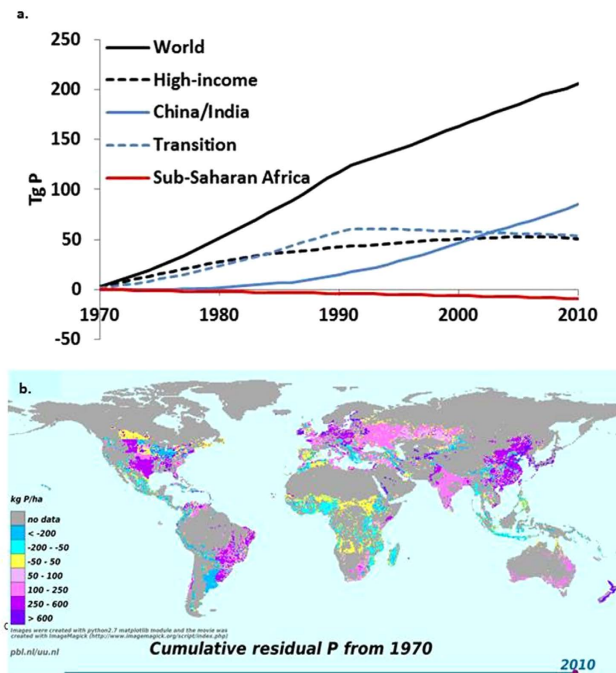 a.
250
200
150
100
50
0
-50
Tg P
World
High-income
China/India
Transition
Sub-Saharan Africa
1970
1980
1990
2000
2010
b.
kg P/ha
no data
< -200
-200 - -50
-50 - 50
50 - 100
100 - 250
250 - 600
> 600
Images were created with python2.7 matplotlib module and the movie was
created with ImageMagick (http://www.imagemagick.org/script/index.php)
pbl.nl/uu.nl
Cumulative residual P from 1970
2010